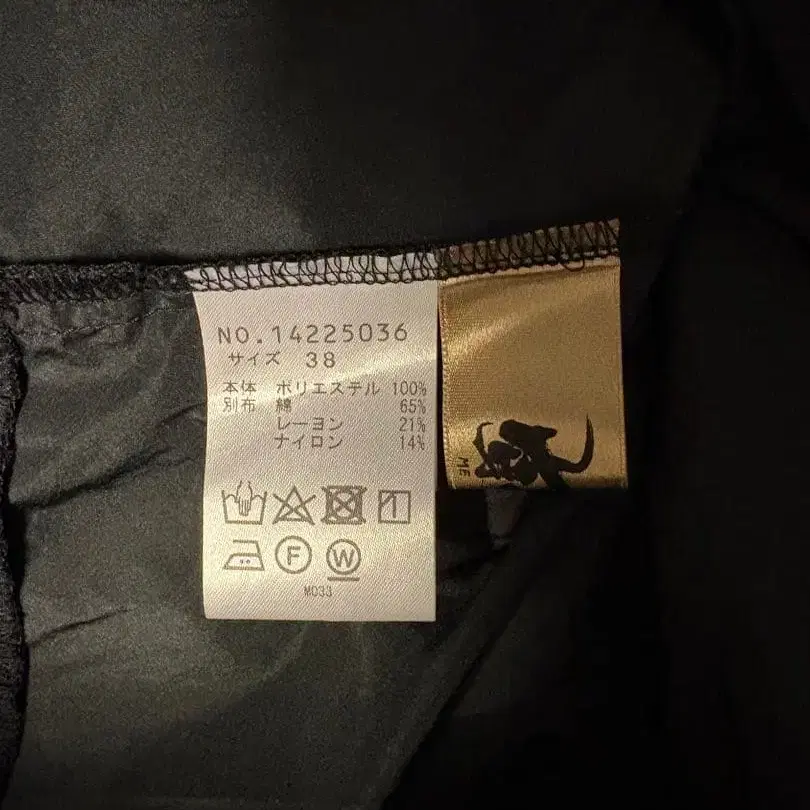 NO.14225036
サイズ 38
本体 ポリエステル 100%
別布 綿 65%
レーヨン 21%
ナイロン 14%
F W
M033
ME